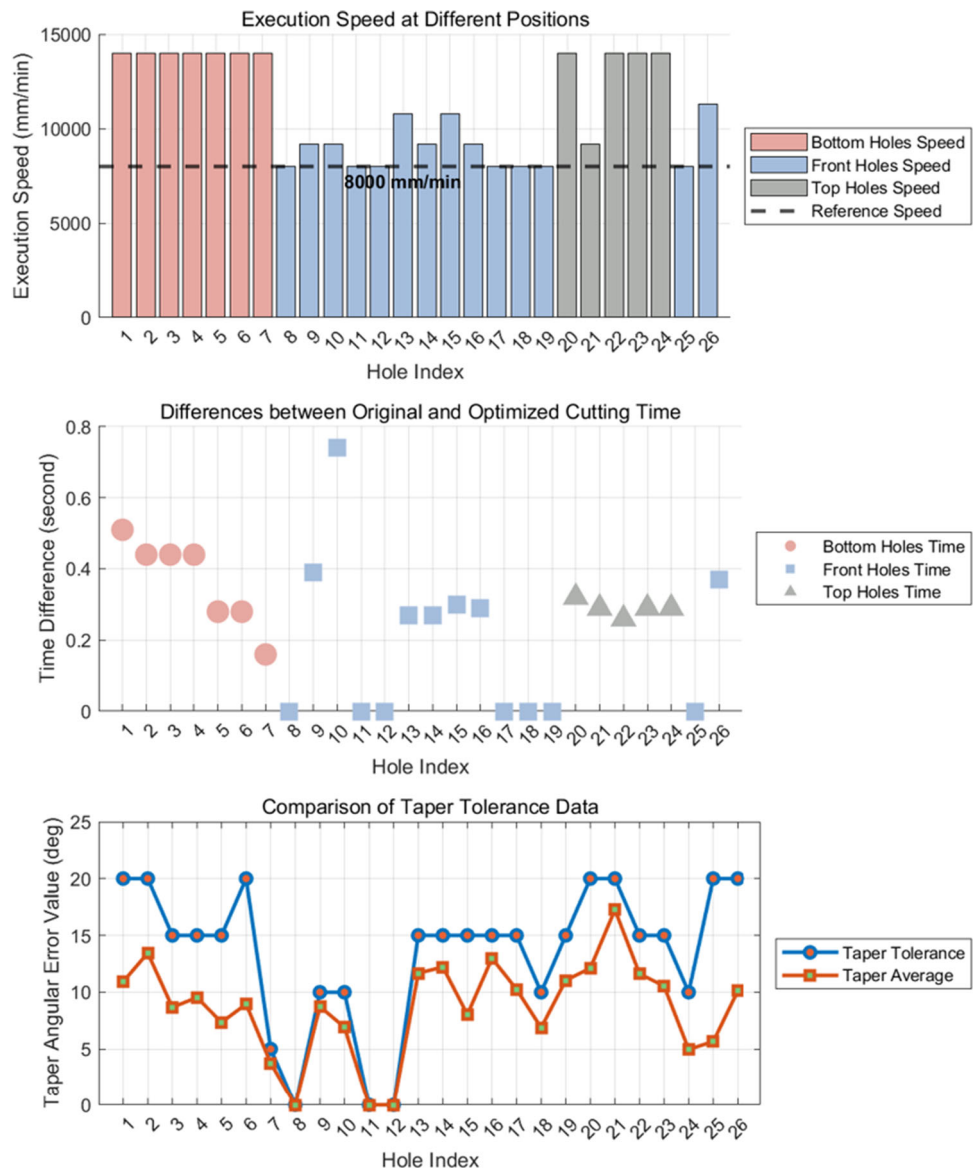 Execution Speed at Different Positions
15000
10000
5000
0
Execution Speed (mm/min)
8000 mm/min
1 2 3 4 5 6 7 8 9 10 11 12 13 14 15 16 17 18 19 20 21 22 23 24 25 26
Hole Index
Bottom Holes Speed
Front Holes Speed
Top Holes Speed
Reference Speed
Differences between Original and Optimized Cutting Time
0.8
0.6
0.4
0.2
0
Time Difference (second)
1 2 3 4 5 6 7 8 9 10 11 12 13 14 15 16 17 18 19 20 21 22 23 24 25 26
Hole Index
Bottom Holes Time
Front Holes Time
Top Holes Time
Comparison of Taper Tolerance Data
25
20
15
10
5
0
Taper Angular Error Value (deg)
1 2 3 4 5 6 7 8 9 10 11 12 13 14 15 16 17 18 19 20 21 22 23 24 25 26
Hole Index
Taper Tolerance
Taper Average